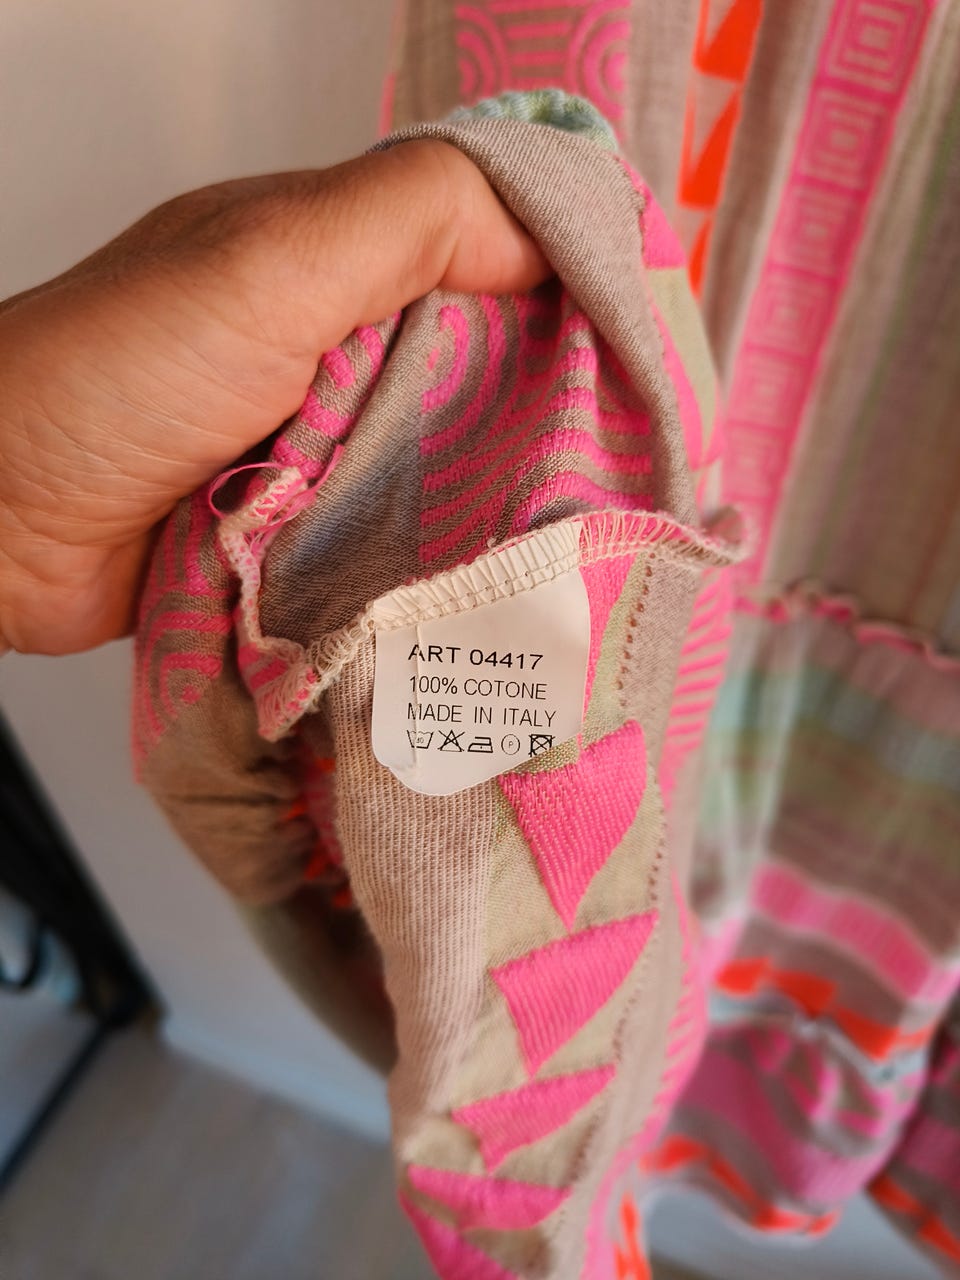 ART 04417
100% COTONE
MADE IN ITALY